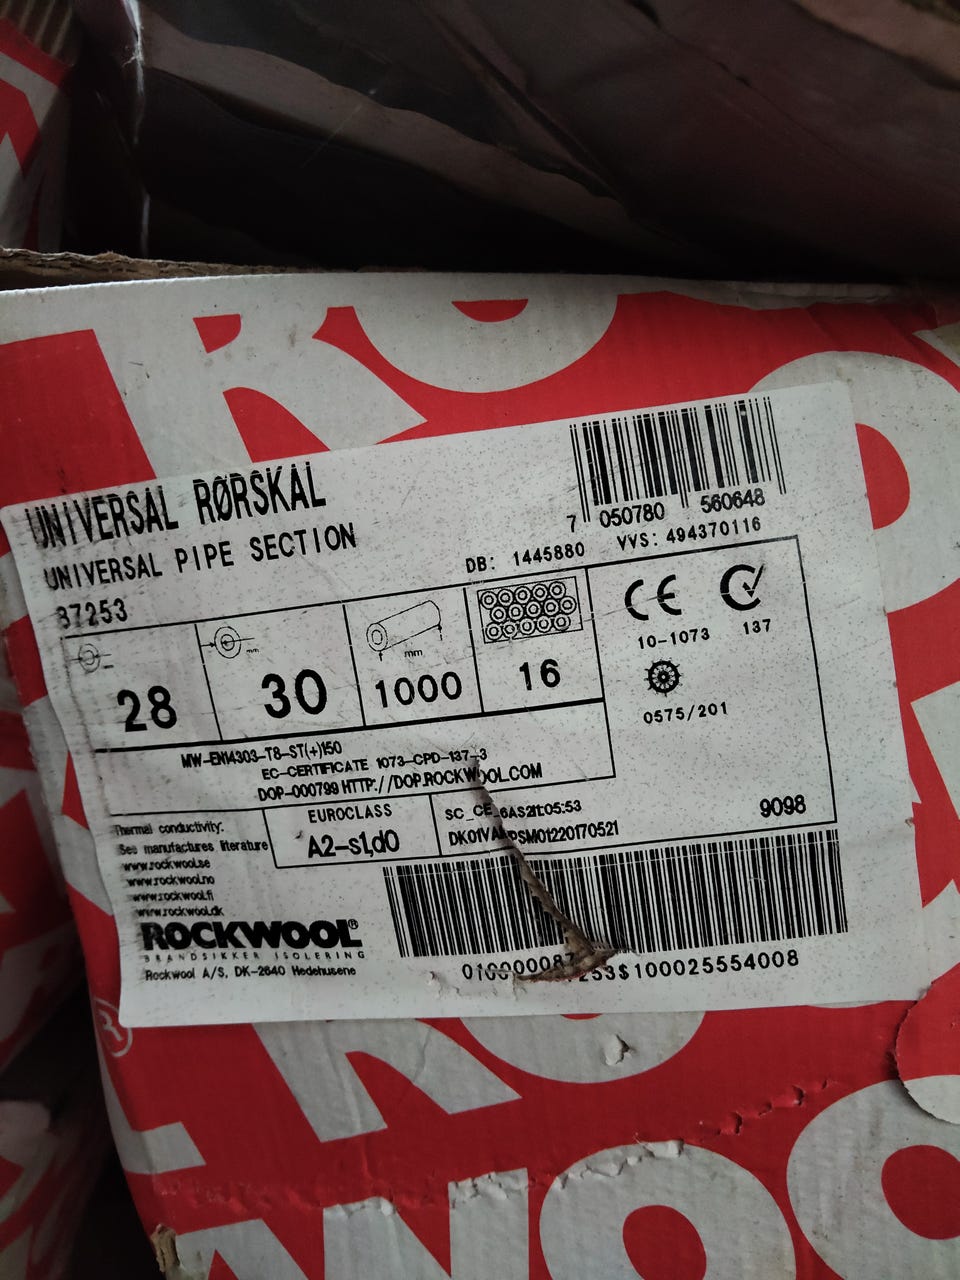 UNIVERSAL RØRSKAL
UNIVERSAL PIPE SECTION
87253
7 050780 560648
DB: 1445880 VVS: 494370116
mm
mm
28 30 1000 16
10-1073 137
0575/201
MW-EN14303-T8-ST(+)150
EC-CERTIFICATE 1073-CPD-137-3
DOP-000799 HTTP://DOP.ROCKWOOL.COM
Thermal conductivity:
See manufactures literature
www.rockwool.se
www.rockwool.no
www.rockwool.fi
www.rockwool.dk
EUROCLASS
A2-s1,d0
9098
ROCKWOOL®
BRANDSIKKER ISOLERING
Rockwool A/S, DK-2640 Hedehusene
253$100025554008
®